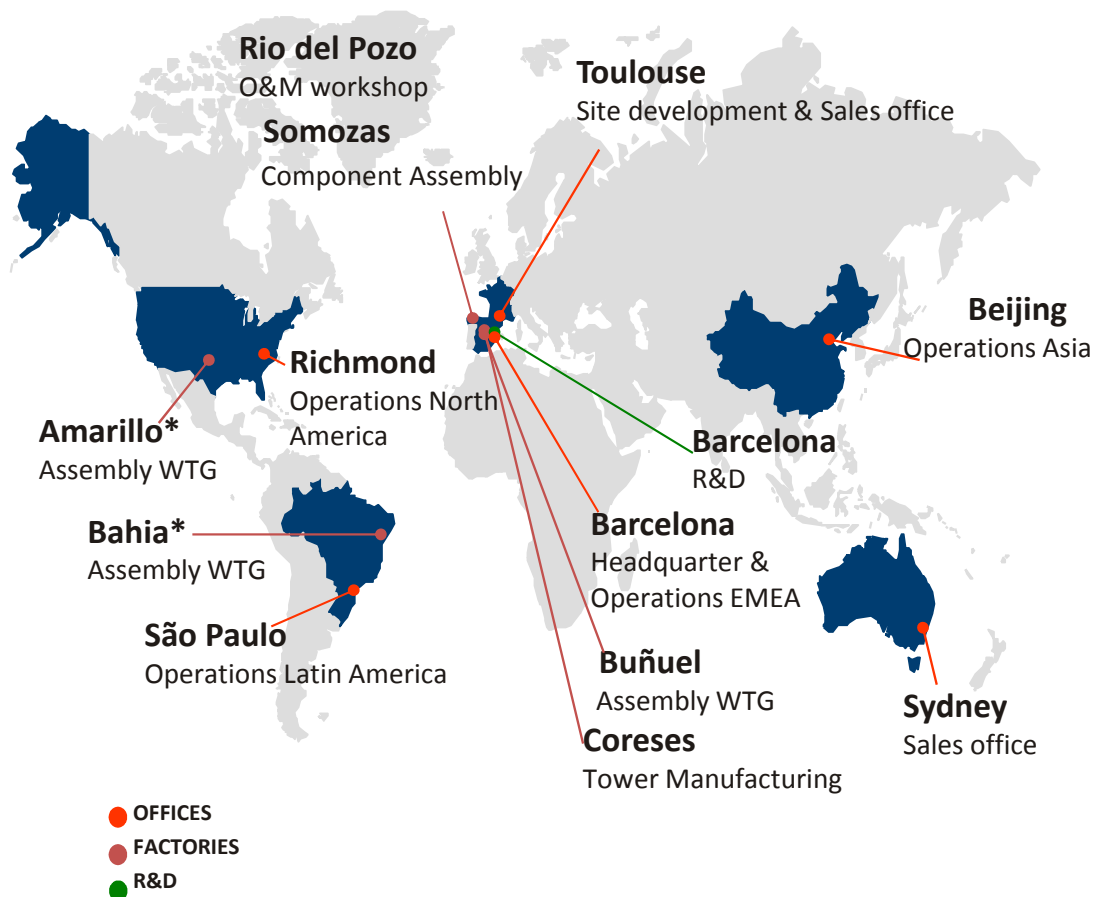 Rio del Pozo
O&M workshop
Somozas
Component Assembly
Toulouse
Site development & Sales office
Beijing
Operations Asia
Richmond
Operations North
America
Amarillo*
Assembly WTG
Barcelona
R&D
Bahia*
Assembly WTG
Barcelona
Headquarter &
Operations EMEA
São Paulo
Operations Latin America
Buñuel
Assembly WTG
Sydney
Sales office
Coreses
Tower Manufacturing
OFFICES
FACTORIES
R&D